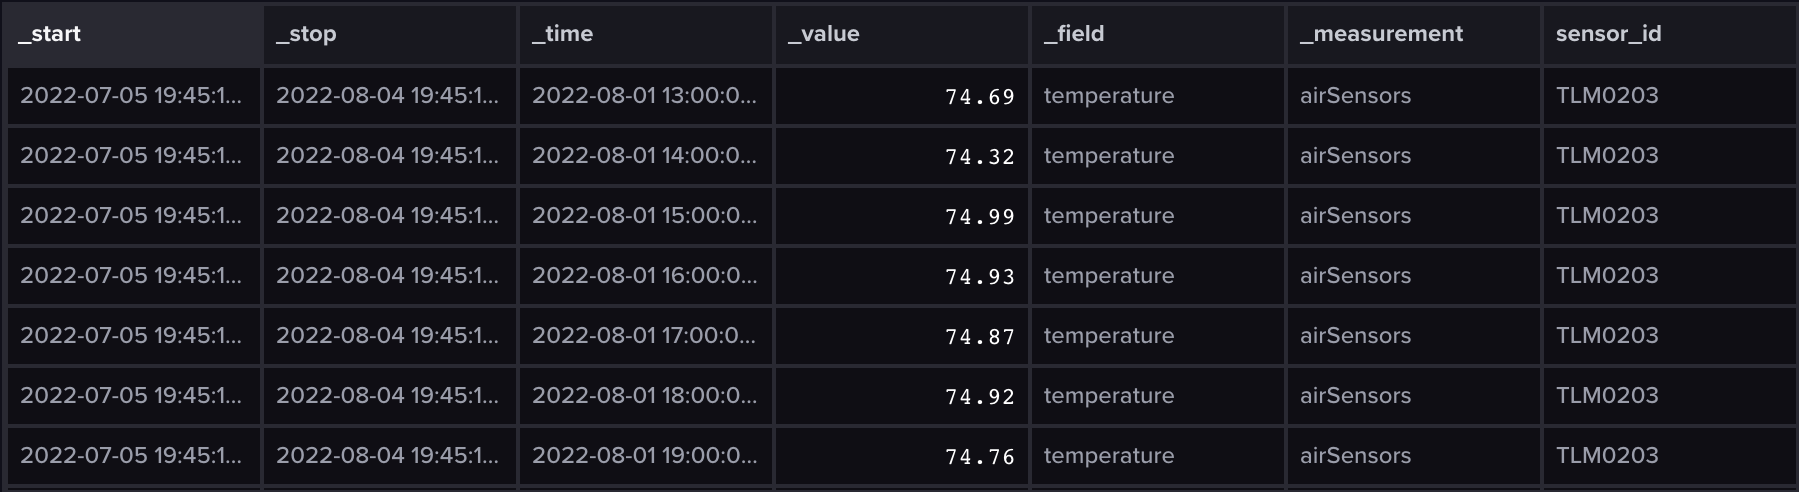 _start _stop _time _value _field _measurement sensor_id
2022-07-05 19:45:1... 2022-08-04 19:45:1... 2022-08-01 13:00:0... 74.69 temperature airSensors TLM0203
2022-07-05 19:45:1... 2022-08-04 19:45:1... 2022-08-01 14:00:0... 74.32 temperature airSensors TLM0203
2022-07-05 19:45:1... 2022-08-04 19:45:1... 2022-08-01 15:00:0... 74.99 temperature airSensors TLM0203
2022-07-05 19:45:1... 2022-08-04 19:45:1... 2022-08-01 16:00:0... 74.93 temperature airSensors TLM0203
2022-07-05 19:45:1... 2022-08-04 19:45:1... 2022-08-01 17:00:0... 74.87 temperature airSensors TLM0203
2022-07-05 19:45:1... 2022-08-04 19:45:1... 2022-08-01 18:00:0... 74.92 temperature airSensors TLM0203
2022-07-05 19:45:1... 2022-08-04 19:45:1... 2022-08-01 19:00:0... 74.76 temperature airSensors TLM0203